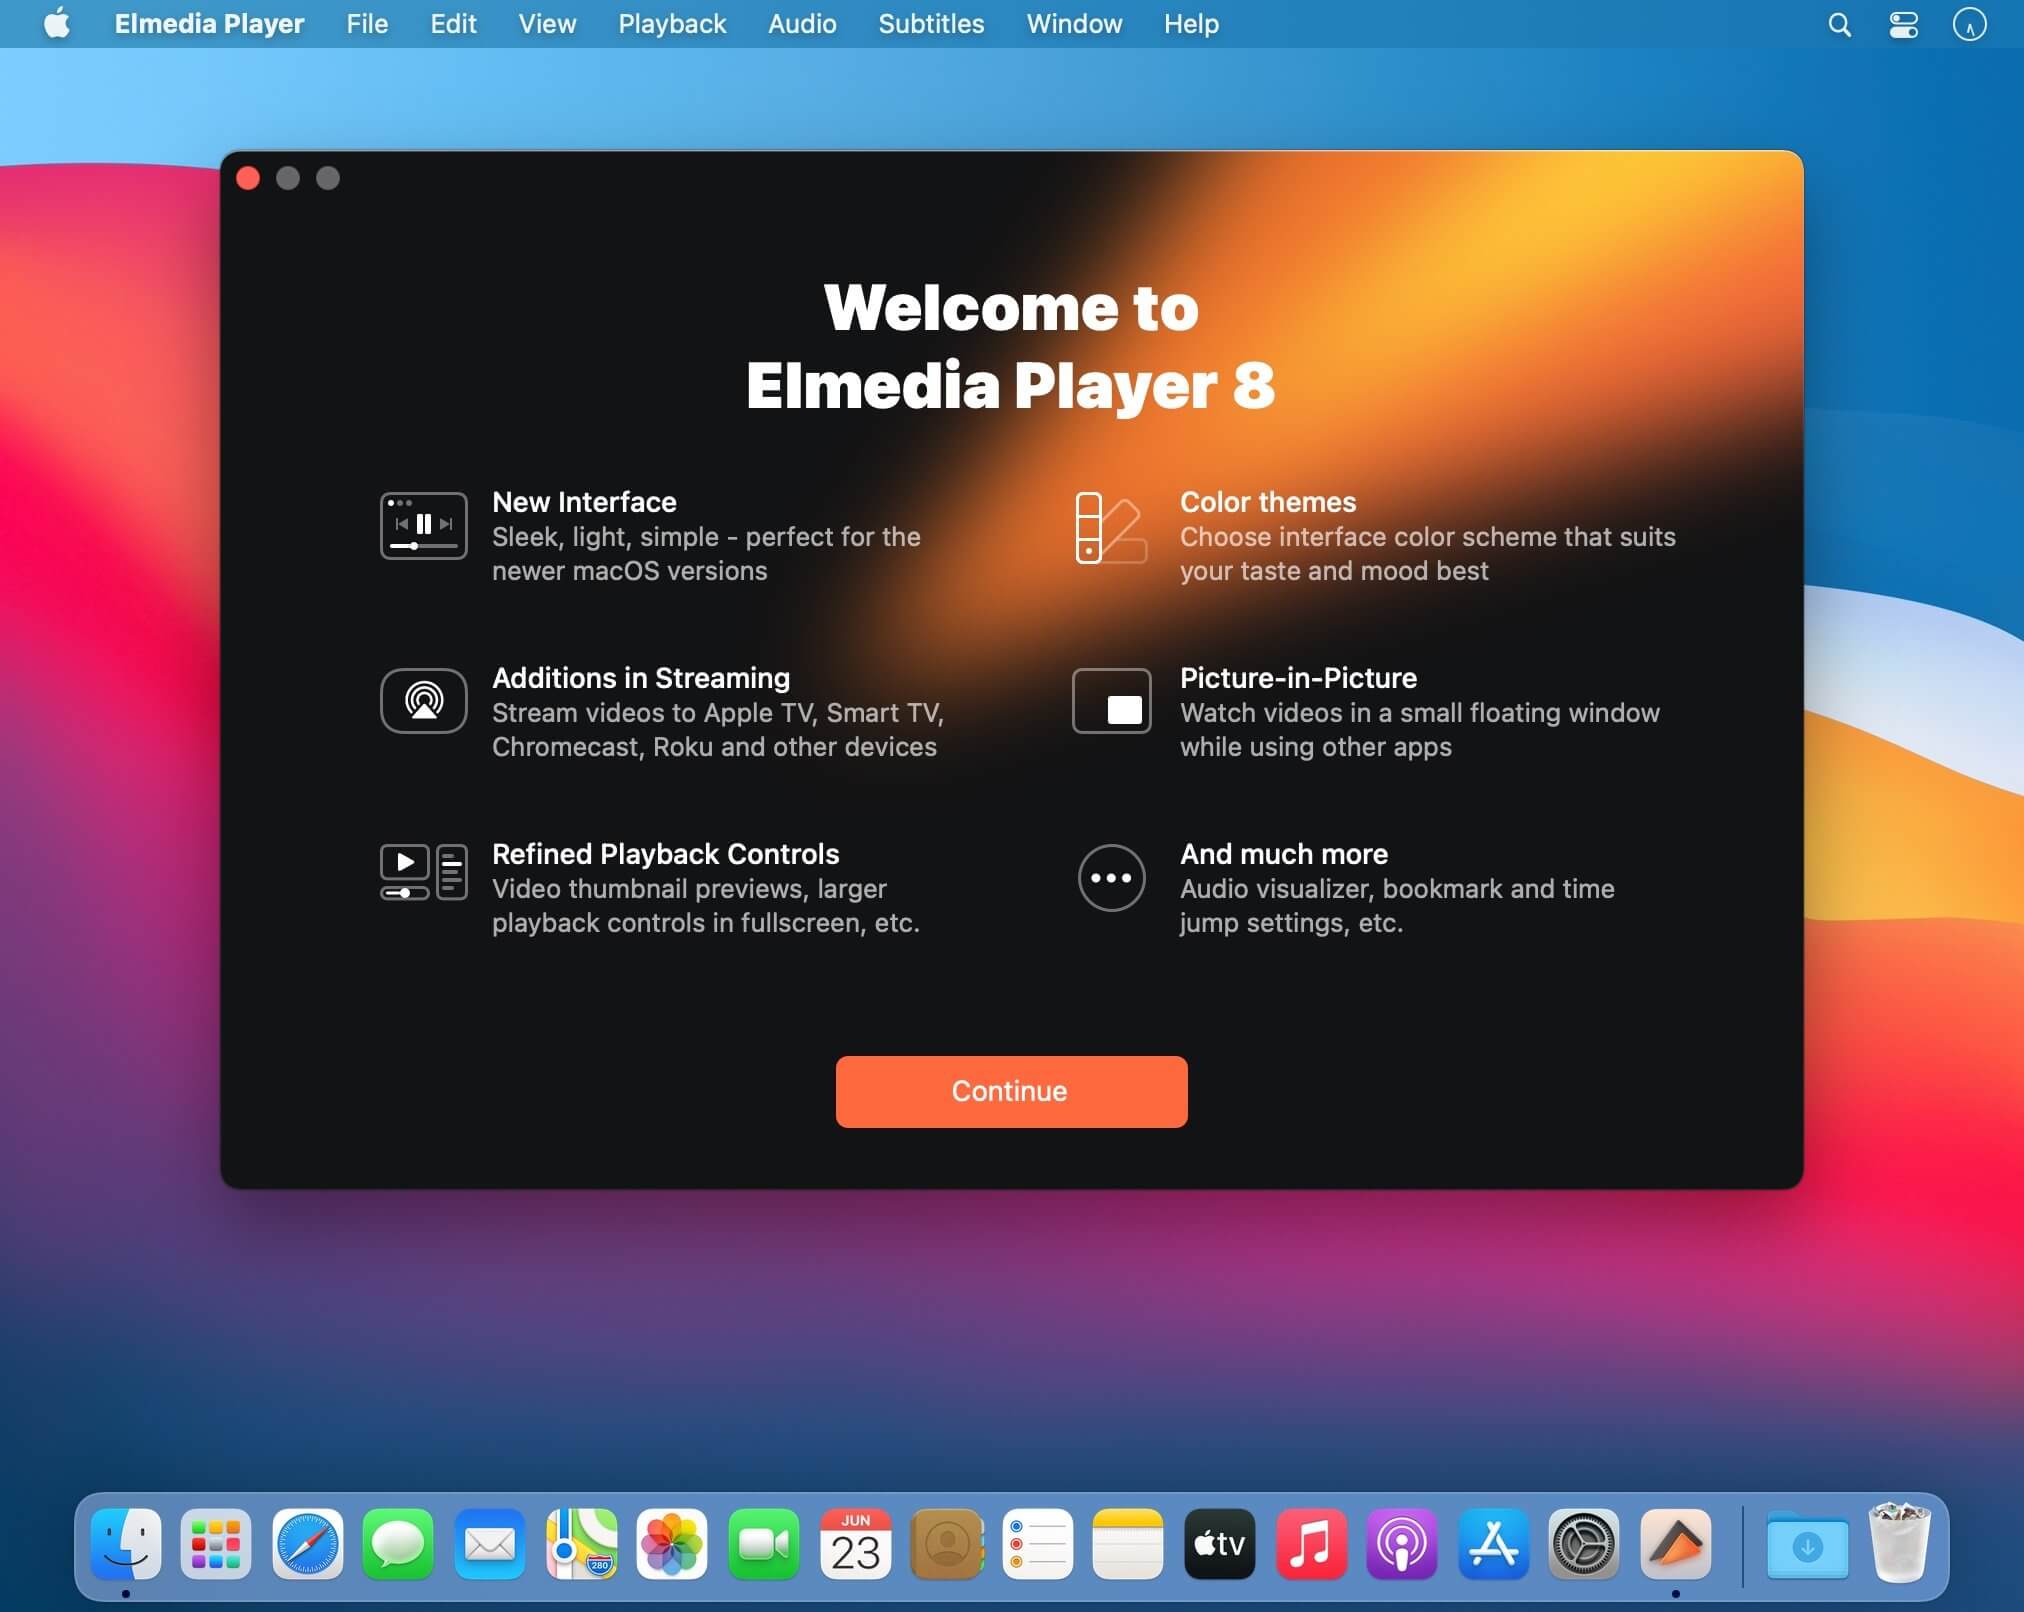 Elmedia Player File Edit View Playback Audio Subtitles Window Help
Welcome to
Elmedia Player 8
New Interface
Sleek, light, simple - perfect for the
newer macOS versions
Color themes
Choose interface color scheme that suits
your taste and mood best
Additions in Streaming
Stream videos to Apple TV, Smart TV,
Chromecast, Roku and other devices
Picture-in-Picture
Watch videos in a small floating window
while using other apps
Refined Playback Controls
Video thumbnail previews, larger
playback controls in fullscreen, etc.
And much more
Audio visualizer, bookmark and time
jump settings, etc.
Continue
280
JUN
23
tv